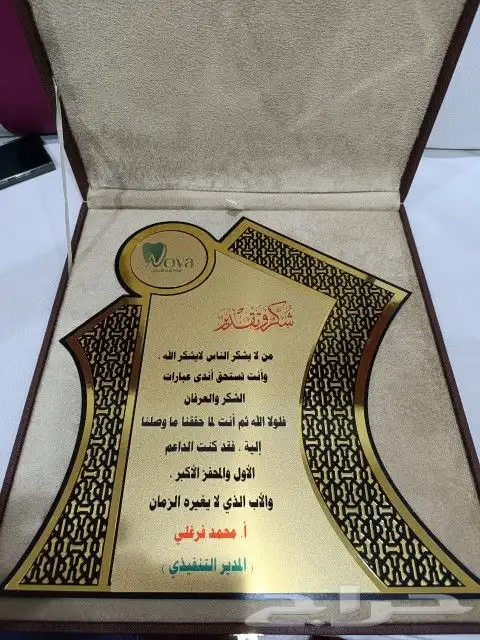 Nova
شكر وتقدير
من لا يشكر الناس لايشكر الله .
وأنت تستحق أندى عبارات
الشكر والعرفان
فلولا الله ثم أنت لما حققنا ما وصلنا
إلية . فقد كنت الداعم
الأول والمحفز الأكبر .
والأب الذي لا يغيره الزمان
أ. محمد فرغلي
( المدير التنفيذي )
حراج